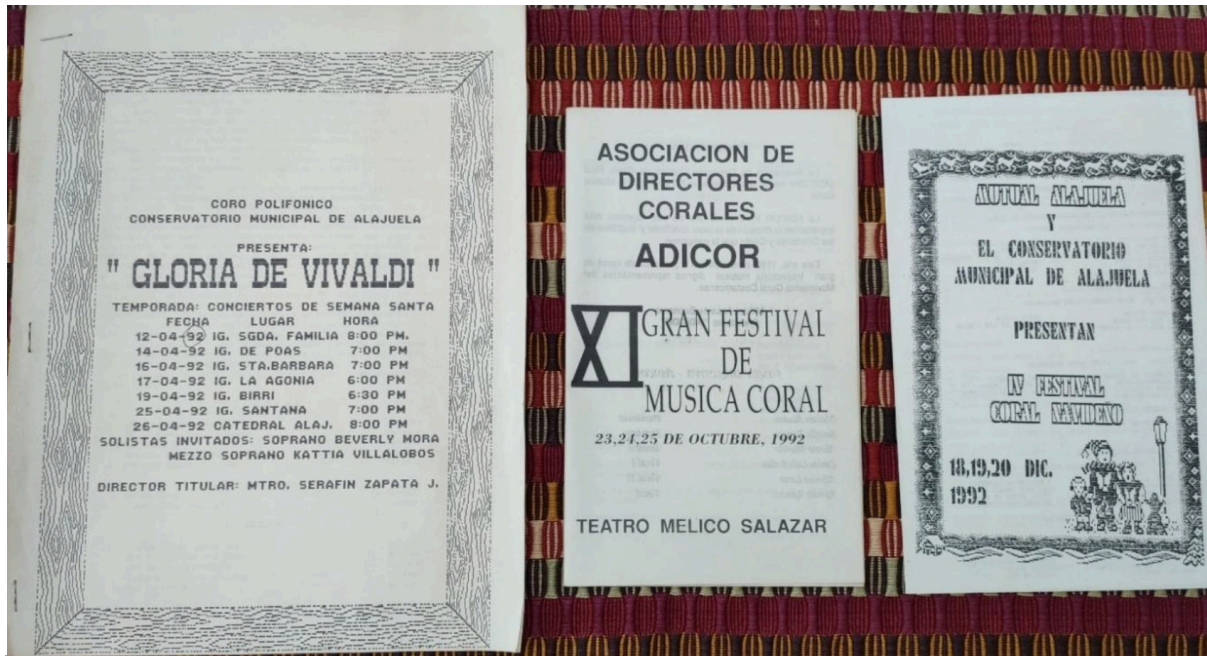 CORO POLIFONICO
CONSERVATORIO MUNICIPAL DE ALAJUELA
PRESENTA:
" GLORIA DE VIVALDI "
TEMPORADA: CONCIERTOS DE SEMANA SANTA
FECHA LUGAR HORA
12-04-92 IG. SGDA. FAMILIA 8:00 PM.
14-04-92 IG. DE POAS 7:00 PM
16-04-92 IG. STA.BARBARA 7:00 PM
17-04-92 IG. LA AGONIA 6:00 PM
19-04-92 IG. BIRRI 6:30 PM
25-04-92 IG. SANTANA 7:00 PM
26-04-92 CATEDRAL ALAJ. 8:00 PM
SOLISTAS INVITADOS: SOPRANO BEVERLY MORA
MEZZO SOPRANO KATTIA VILLALOBOS
DIRECTOR TITULAR: MTRO. SERAFIN ZAPATA J.
ASOCIACION DE
DIRECTORES
CORALES
ADICOR
XI GRAN FESTIVAL
DE
MUSICA CORAL
23,24,25 DE OCTUBRE, 1992
TEATRO MELICO SALAZAR
MUTUAL ALAJUELA
Y
EL CONSERVATORIO
MUNICIPAL DE ALAJUELA
PRESENTAN
IV FESTIVAL
CORAL NAVIDEÑO
18,19,20 DIC.
1992